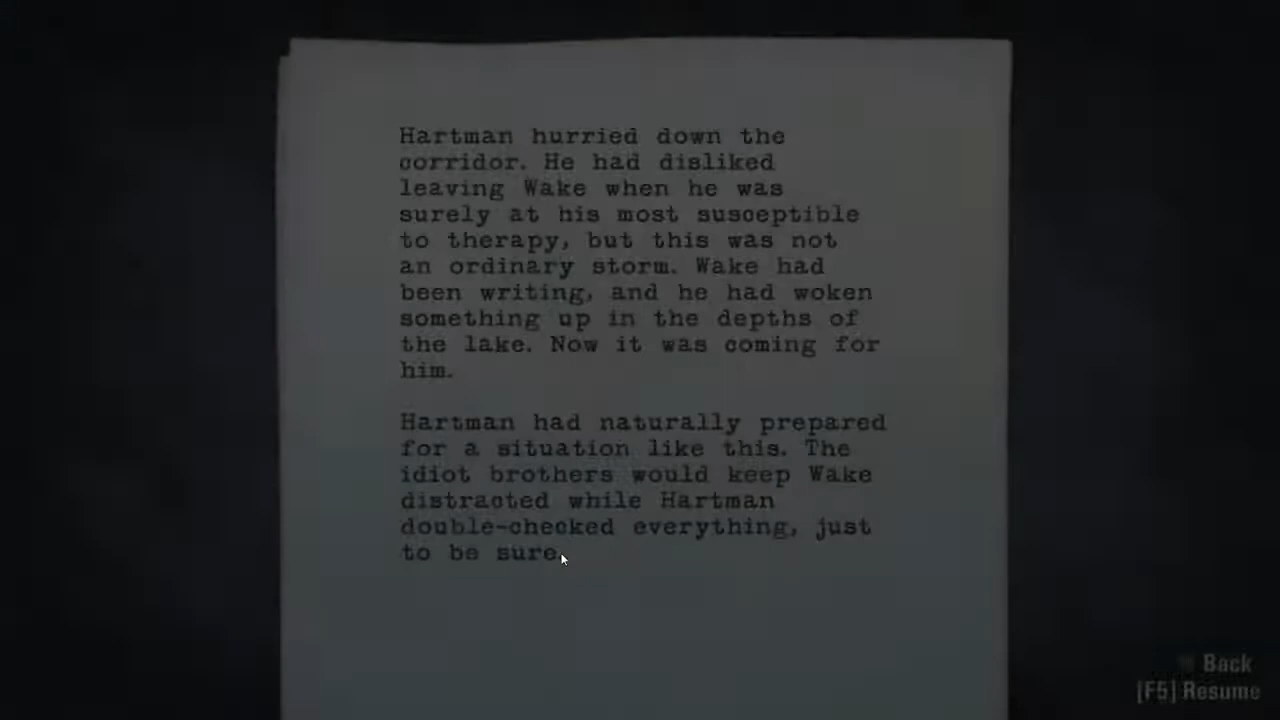 Hartman hurried down the
corridor. He had disliked
leaving Wake when he was
surely at his most susceptible
to therapy, but this was not
an ordinary storm. Wake had
been writing, and he had woken
something up in the depths of
the lake. Now it was coming for
him.
Hartman had naturally prepared
for a situation like this. The
idiot brothers would keep Wake
distracted while Hartman
double-checked everything, just
to be sure.
Back
[F5] Resume